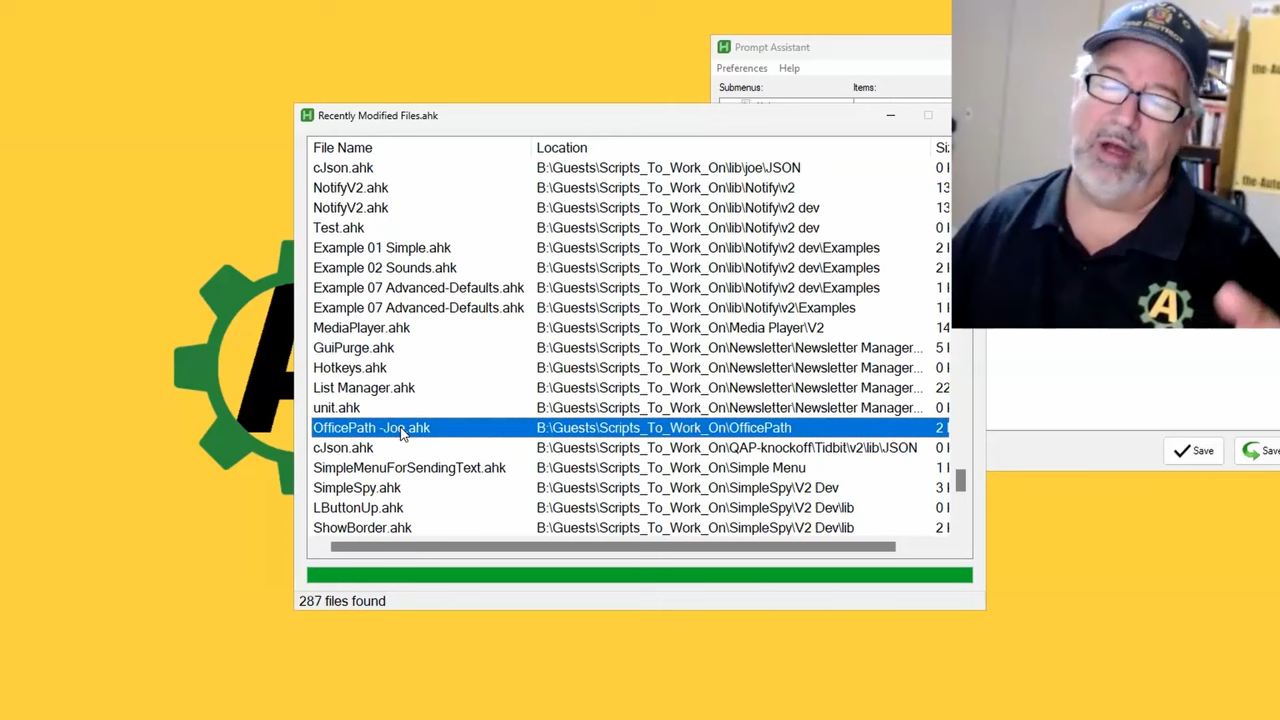 Prompt Assistant
Preferences Help
Submenus: Items:
Recently Modified Files.ahk
File Name Location
cJson.ahk B:\Guests\Scripts_To_Work_On\lib\joe\JSON 0
NotifyV2.ahk B:\Guests\Scripts_To_Work_On\lib\Notify\v2 13
NotifyV2.ahk B:\Guests\Scripts_To_Work_On\lib\Notify\v2 dev 13
Test.ahk B:\Guests\Scripts_To_Work_On\lib\Notify\v2 dev 0
Example 01 Simple.ahk B:\Guests\Scripts_To_Work_On\lib\Notify\v2 dev\Examples 2
Example 02 Sounds.ahk B:\Guests\Scripts_To_Work_On\lib\Notify\v2 dev\Examples 2
Example 07 Advanced-Defaults.ahk B:\Guests\Scripts_To_Work_On\lib\Notify\v2 dev\Examples 1
Example 07 Advanced-Defaults.ahk B:\Guests\Scripts_To_Work_On\lib\Notify\v2\Examples 1
MediaPlayer.ahk B:\Guests\Scripts_To_Work_On\Media Player\V2 14
GuiPurge.ahk B:\Guests\Scripts_To_Work_On\Newsletter\Newsletter Manager... 5
Hotkeys.ahk B:\Guests\Scripts_To_Work_On\Newsletter\Newsletter Manager... 0
List Manager.ahk B:\Guests\Scripts_To_Work_On\Newsletter\Newsletter Manager... 22
unit.ahk B:\Guests\Scripts_To_Work_On\Newsletter\Newsletter Manager... 0
OfficePath -Joe.ahk B:\Guests\Scripts_To_Work_On\OfficePath 2
cJson.ahk B:\Guests\Scripts_To_Work_On\QAP-knockoff\Tidbit\v2\lib\JSON 0
SimpleMenuForSendingText.ahk B:\Guests\Scripts_To_Work_On\Simple Menu 1
SimpleSpy.ahk B:\Guests\Scripts_To_Work_On\SimpleSpy\V2 Dev 3
LButtonUp.ahk B:\Guests\Scripts_To_Work_On\SimpleSpy\V2 Dev\lib 0
ShowBorder.ahk B:\Guests\Scripts_To_Work_On\SimpleSpy\V2 Dev\lib 2
287 files found
Save
A